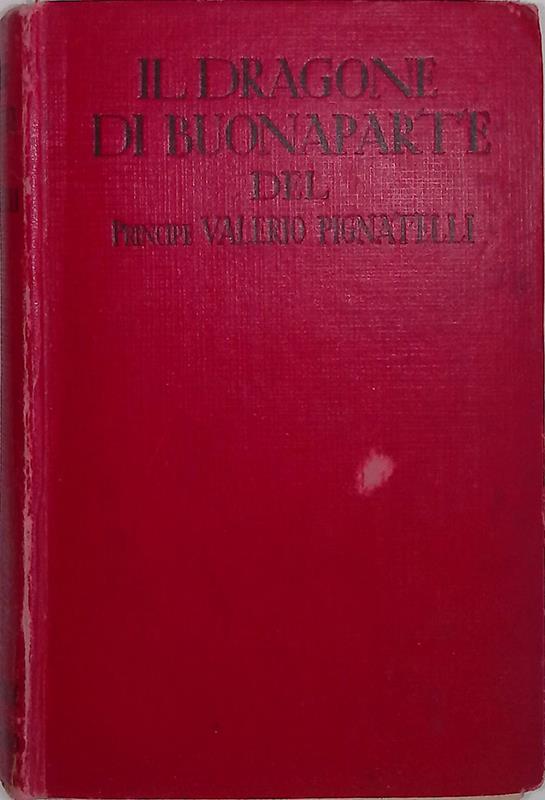 IL DRAGONE
DI BUONAPARTE
DEL
PRINCIPE VALERIO PIGNATELLI